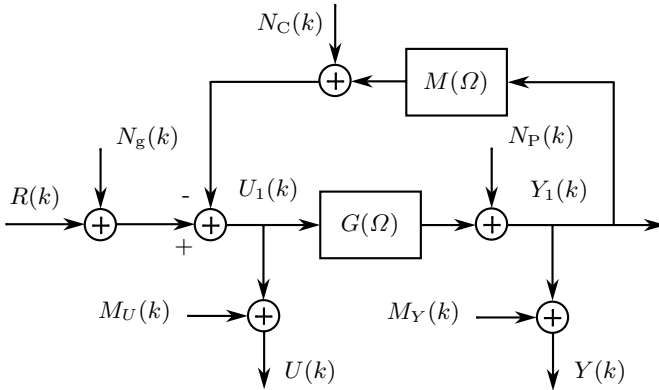 N_C(k)
M(Ω)
N_g(k)
N_P(k)
R(k)
-
U_1(k)
Y_1(k)
G(Ω)
+
M_U(k)
M_Y(k)
U(k)
Y(k)